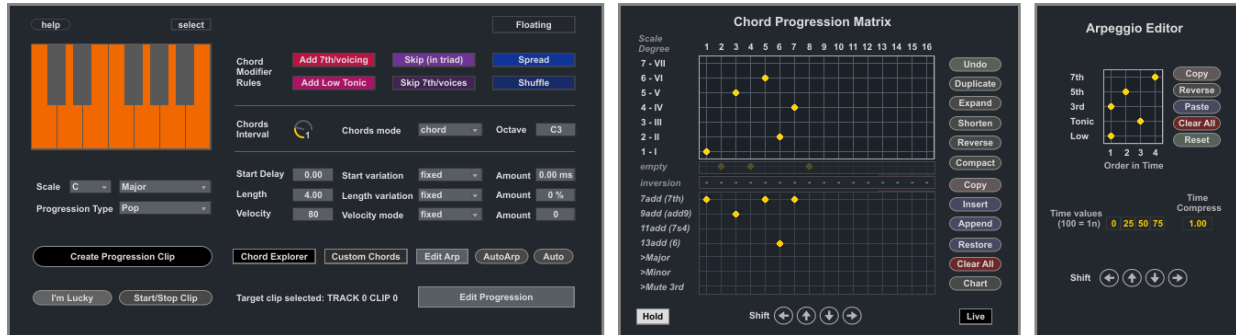 help select Floating
Chord Modifier Rules
Add 7th/voicing Skip (in triad) Spread
Add Low Tonic Skip 7th/voices Shuffle
Chords Interval 1 Chords mode chord Octave C3
Start Delay 0.00 Start variation fixed Amount 0.00 ms
Scale C Major
Length 4.00 Length variation fixed Amount 0 %
Progression Type Pop
Velocity 80 Velocity mode fixed Amount 0
Create Progression Clip Chord Explorer Custom Chords Edit Arp AutoArp Auto
I'm Lucky Start/Stop Clip Target clip selected: TRACK 0 CLIP 0 Edit Progression
Chord Progression Matrix
Scale Degree
1 2 3 4 5 6 7 8 9 10 11 12 13 14 15 16
7 - VII Undo
6 - VI Duplicate
5 - V Expand
4 - IV Shorten
3 - III Reverse
2 - II Compact
1 - I
empty
inversion - - - - - - - - - - - - - - - - Copy
7add (7th) Insert
9add (add9) Append
11add (7s4) Restore
13add (6) Clear All
>Major Chart
>Minor
>Mute 3rd
Hold Shift Live
Arpeggio Editor
7th Copy
5th Reverse
3rd Paste
Tonic Clear All
Low Reset
1 2 3 4
Order in Time
Time values (100 = 1n) 0 25 50 75
Time Compress
1.00
Shift